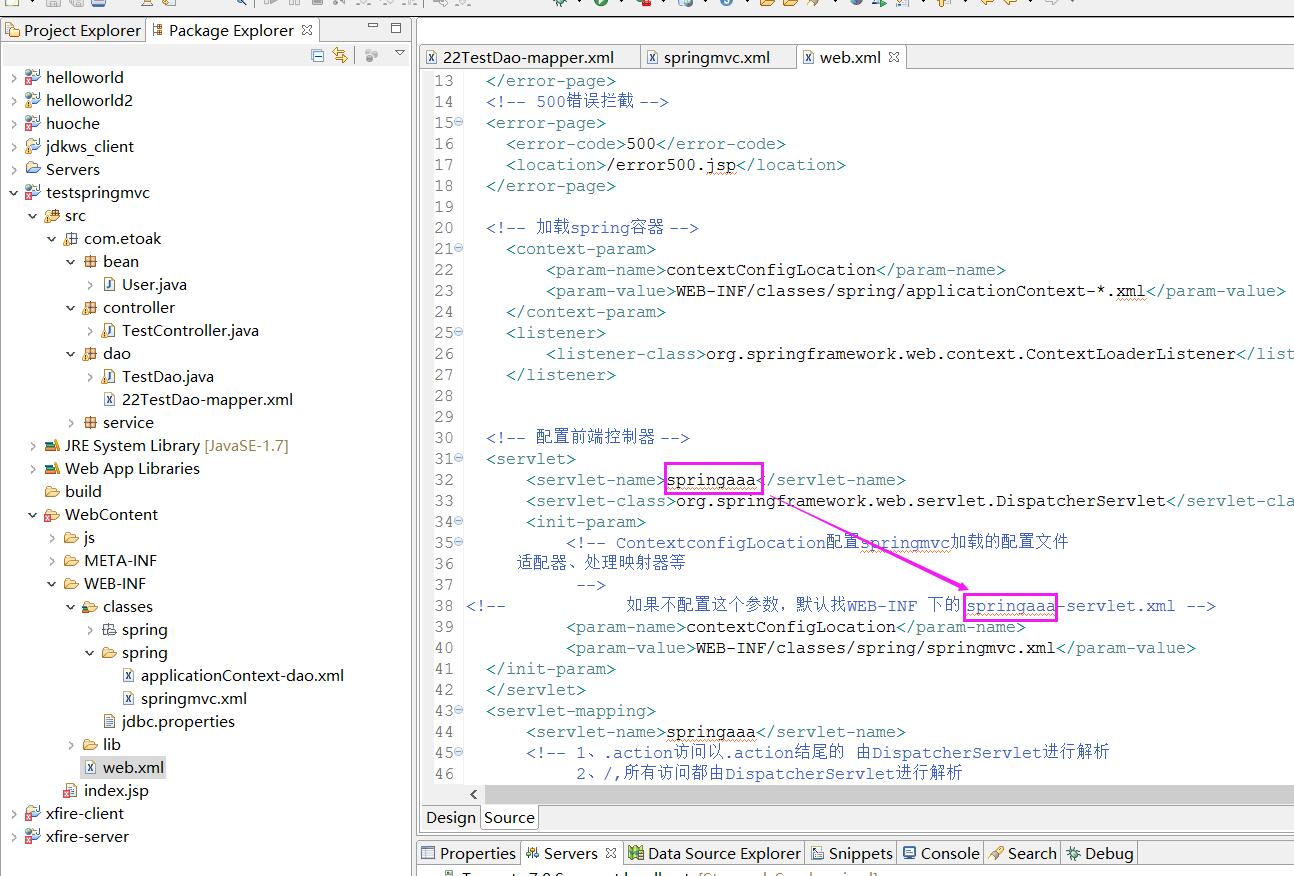 Project Explorer
Package Explorer
22TestDao-mapper.xml
springmvc.xml
web.xml
helloworld
helloworld2
huoche
jdkws_client
Servers
testspringmvc
src
com.etoak
bean
User.java
controller
TestController.java
dao
TestDao.java
22TestDao-mapper.xml
service
JRE System Library [JavaSE-1.7]
Web App Libraries
build
WebContent
js
META-INF
WEB-INF
classes
spring
spring
applicationContext-dao.xml
springmvc.xml
jdbc.properties
lib
web.xml
index.jsp
xfire-client
xfire-server
13 </error-page>
14 <!-- 500错误拦截 -->
15 <error-page>
16 <error-code>500</error-code>
17 <location>/error500.jsp</location>
18 </error-page>
19
20 <!-- 加载spring容器 -->
21 <context-param>
22 <param-name>contextConfigLocation</param-name>
23 <param-value>WEB-INF/classes/spring/applicationContext-*.xml</param-value>
24 </context-param>
25 <listener>
26 <listener-class>org.springframework.web.context.ContextLoaderListener</list
27 </listener>
28
29
30 <!-- 配置前端控制器 -->
31 <servlet>
32 <servlet-name>springaaa</servlet-name>
33 <servlet-class>org.springframework.web.servlet.DispatcherServlet</servlet-cla
34 <init-param>
35 <!-- ContextconfigLocation配置springmvc加载的配置文件
36 适配器、处理映射器等
37 -->
38 <!-- 如果不配置这个参数，默认找WEB-INF 下的 springaaa-servlet.xml -->
39 <param-name>contextConfigLocation</param-name>
40 <param-value>WEB-INF/classes/spring/springmvc.xml</param-value>
41 </init-param>
42 </servlet>
43 <servlet-mapping>
44 <servlet-name>springaaa</servlet-name>
45 <!-- 1、.action访问以.action结尾的 由DispatcherServlet进行解析
46 2、/,所有访问都由DispatcherServlet进行解析
Design
Source
Properties
Servers
Data Source Explorer
Snippets
Console
Search
Debug